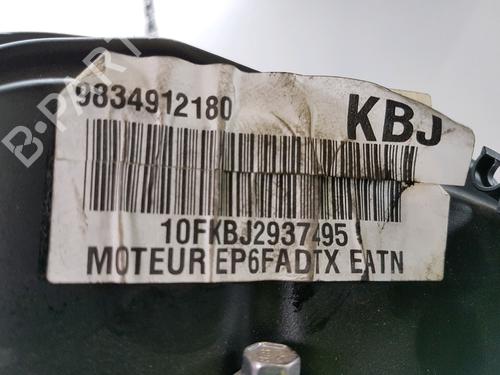 9834912180
KBJ
10FKBJ2937495
MOTEUR EP6FADTX EATN
B-PART